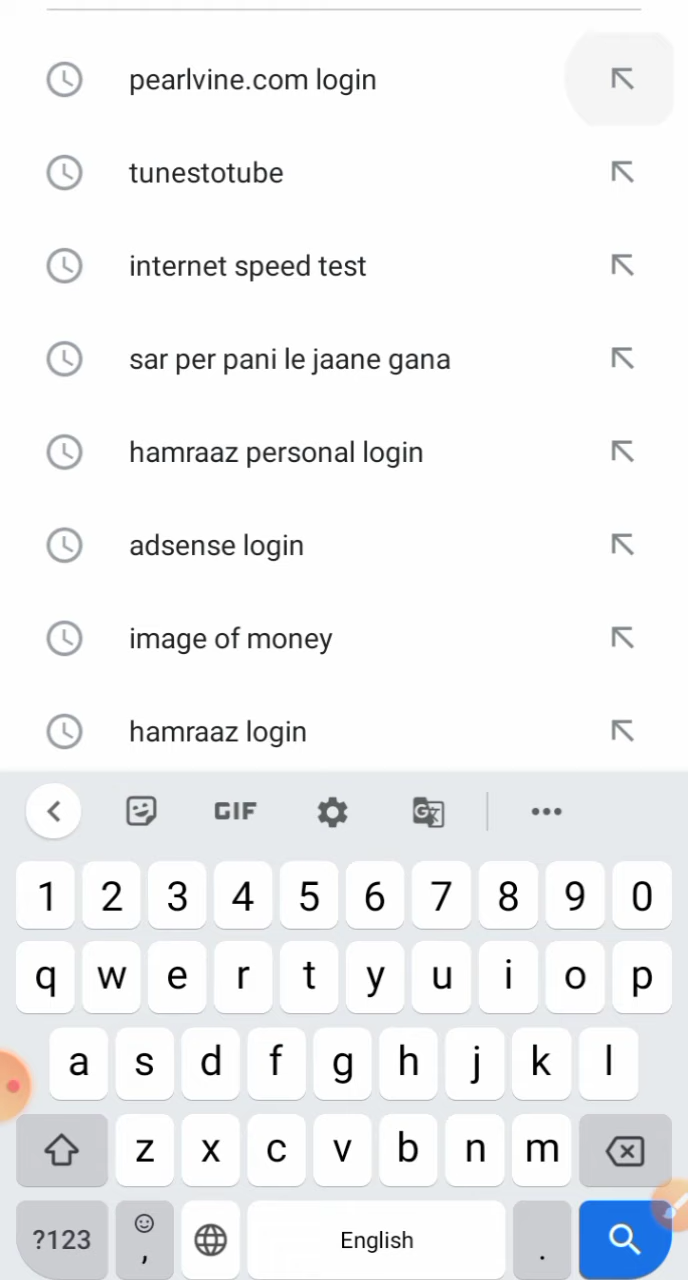 pearlvine.com login
tunestotube
internet speed test
sar per pani le jaane gana
hamraaz personal login
adsense login
image of money
hamraaz login
GIF
1 2 3 4 5 6 7 8 9 0
q w e r t y u i o p
a s d f g h j k l
z x c v b n m
?123 , English .